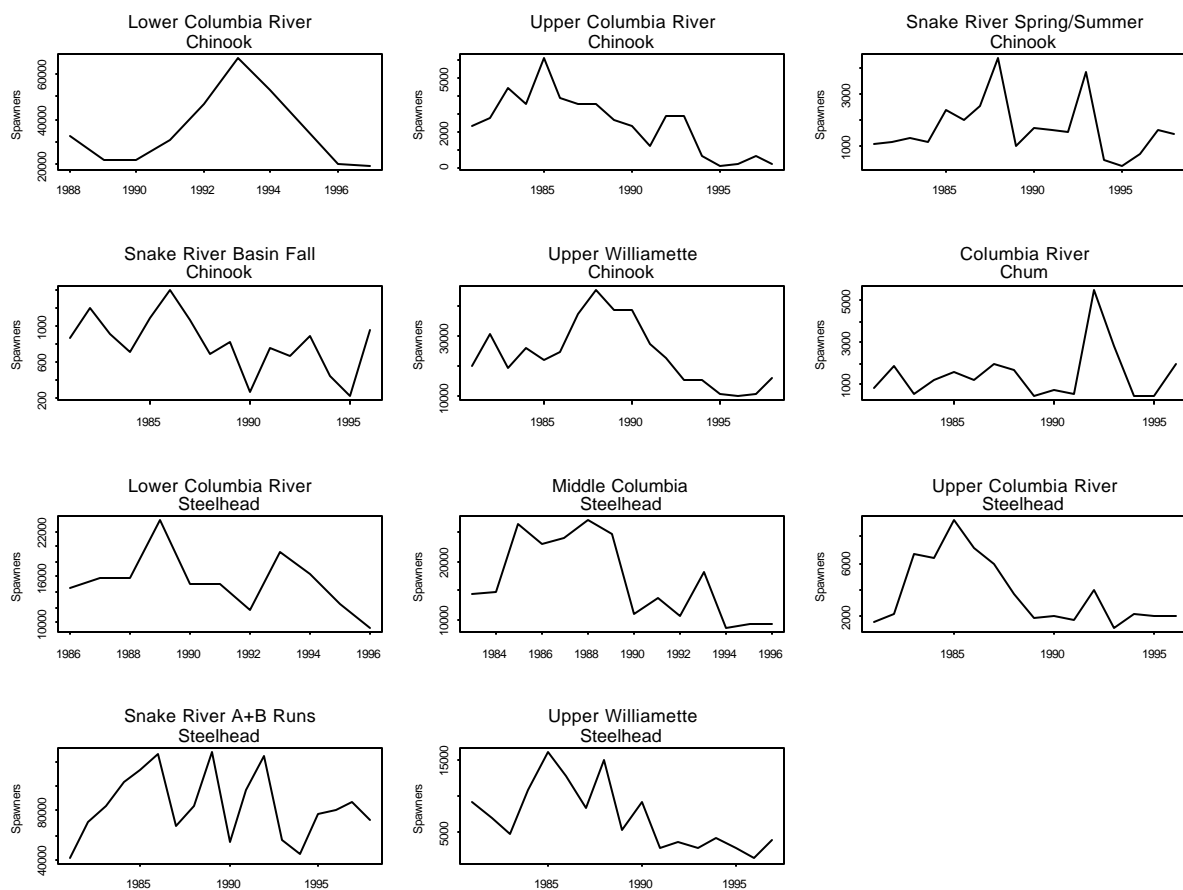 Lower Columbia River
Chinook
Spawners
20000 40000 60000
1988 1990 1992 1994 1996
Upper Columbia River
Chinook
Spawners
0 2000 5000
1985 1990 1995
Snake River Spring/Summer
Chinook
Spawners
1000 3000
1985 1990 1995
Snake River Basin Fall
Chinook
Spawners
200 600 1000
1985 1990 1995
Upper Williamette
Chinook
Spawners
10000 30000
1985 1990 1995
Columbia River
Chum
Spawners
1000 3000 5000
1985 1990 1995
Lower Columbia River
Steelhead
Spawners
10000 16000 22000
1986 1988 1990 1992 1994 1996
Middle Columbia
Steelhead
Spawners
10000 20000
1984 1986 1988 1990 1992 1994 1996
Upper Columbia River
Steelhead
Spawners
2000 6000
1985 1990 1995
Snake River A+B Runs
Steelhead
Spawners
40000 80000
1985 1990 1995
Upper Williamette
Steelhead
Spawners
5000 15000
1985 1990 1995